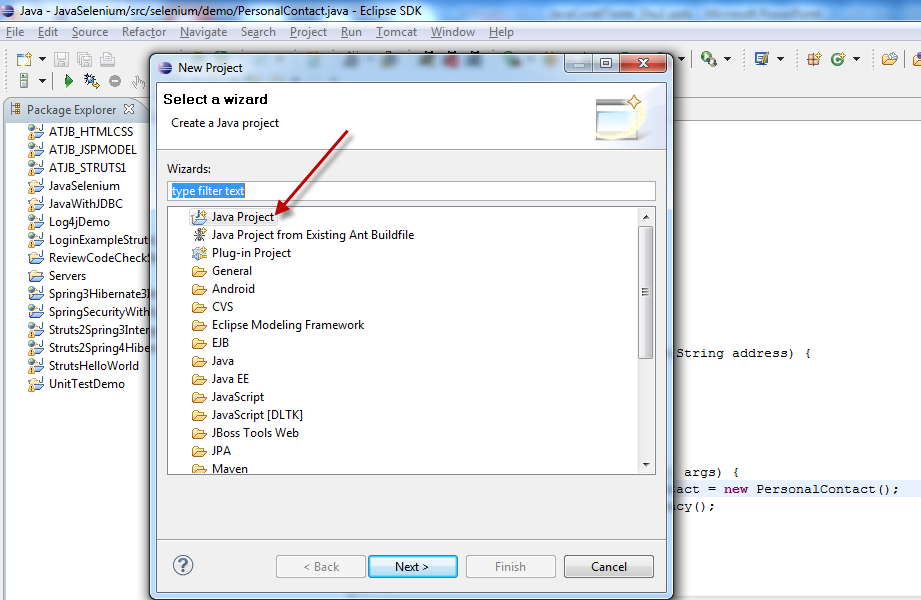 Java - JavaSelenium/src/selenium/demo/PersonalContact.java - Eclipse SDK
File Edit Source Refactor Navigate Search Project Run Tomcat Window Help
Package Explorer
ATJB_HTMLCSS
ATJB_JSPMODEL
ATJB_STRUTS1
JavaSelenium
JavaWithJDBC
Log4jDemo
LoginExampleStrut
ReviewCodeCheckS
Servers
Spring3Hibernate3I
SpringSecurityWith
Struts2Spring3Inter
Struts2Spring4Hibe
StrutsHelloWorld
UnitTestDemo
New Project
Select a wizard
Create a Java project
Wizards:
type filter text
Java Project
Java Project from Existing Ant Buildfile
Plug-in Project
General
Android
CVS
Eclipse Modeling Framework
EJB
Java
Java EE
JavaScript
JavaScript [DLTK]
JBoss Tools Web
JPA
Maven
? < Back Next > Finish Cancel
String address) {
args) {
act = new PersonalContact();
cy();